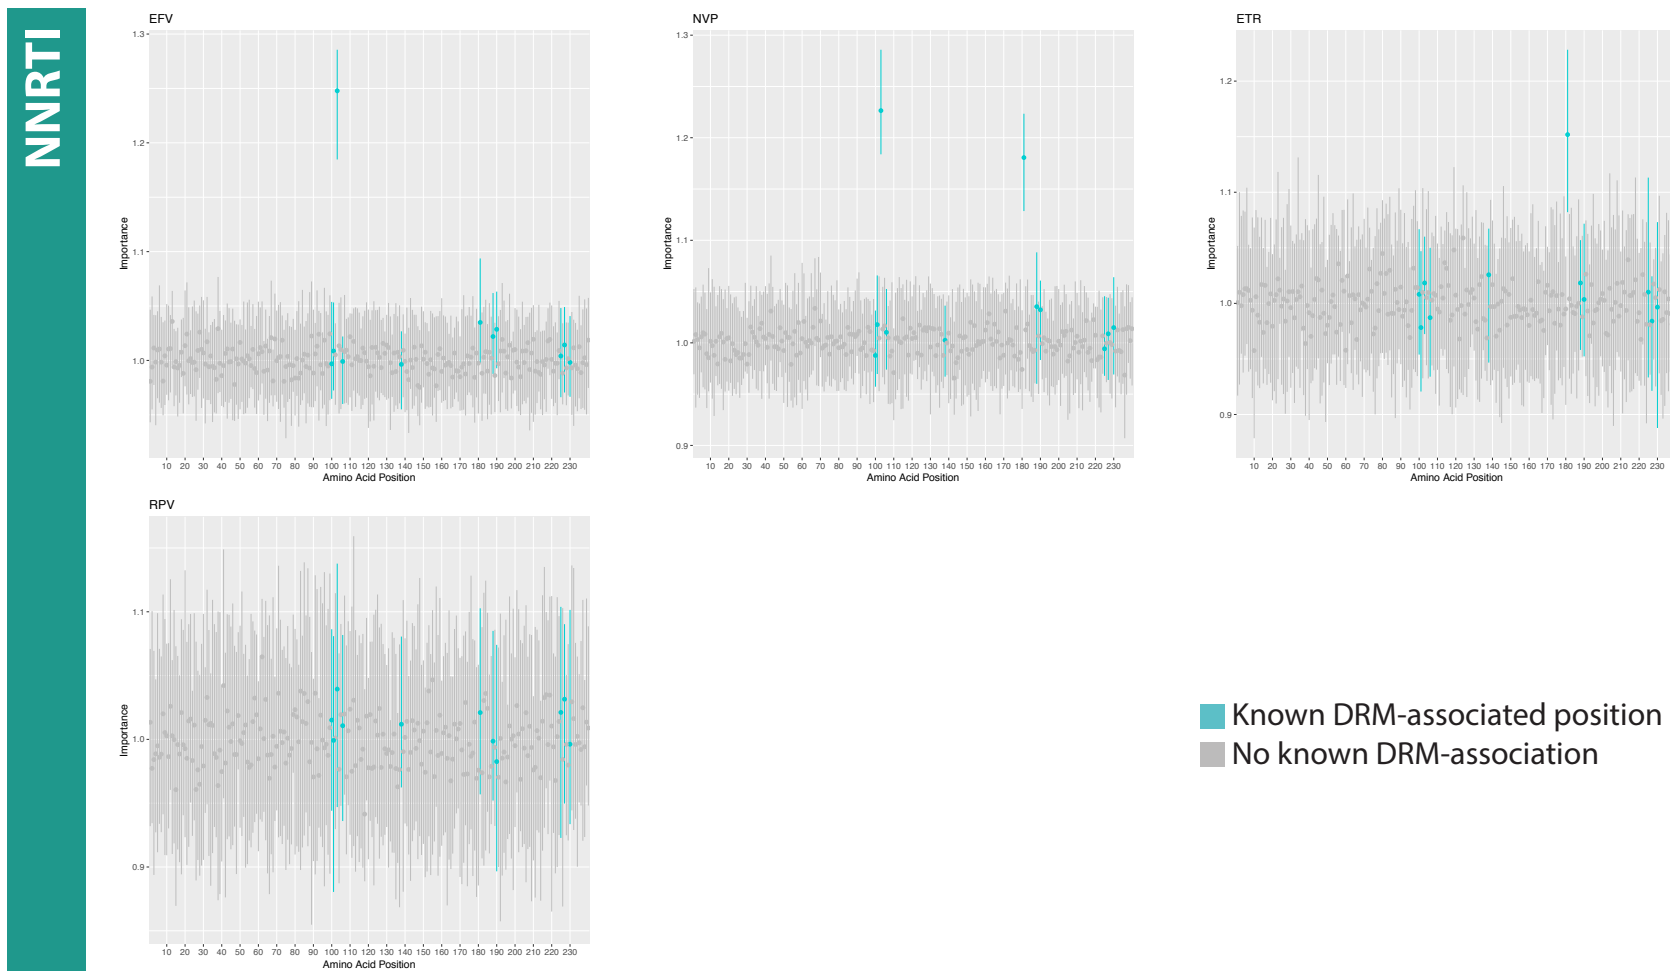 NNRTI
EFV
1.3
1.2
1.1
1.0
Importance
10 20 30 40 50 60 70 80 90 100 110 120 130 140 150 160 170 180 190 200 210 220 230
Amino Acid Position
NVP
1.3
1.2
1.1
1.0
0.9
Importance
10 20 30 40 50 60 70 80 90 100 110 120 130 140 150 160 170 180 190 200 210 220 230
Amino Acid Position
ETR
1.2
1.1
1.0
0.9
Importance
10 20 30 40 50 60 70 80 90 100 110 120 130 140 150 160 170 180 190 200 210 220 230
Amino Acid Position
RPV
1.1
1.0
0.9
Importance
10 20 30 40 50 60 70 80 90 100 110 120 130 140 150 160 170 180 190 200 210 220 230
Amino Acid Position
Known DRM-associated position
No known DRM-association